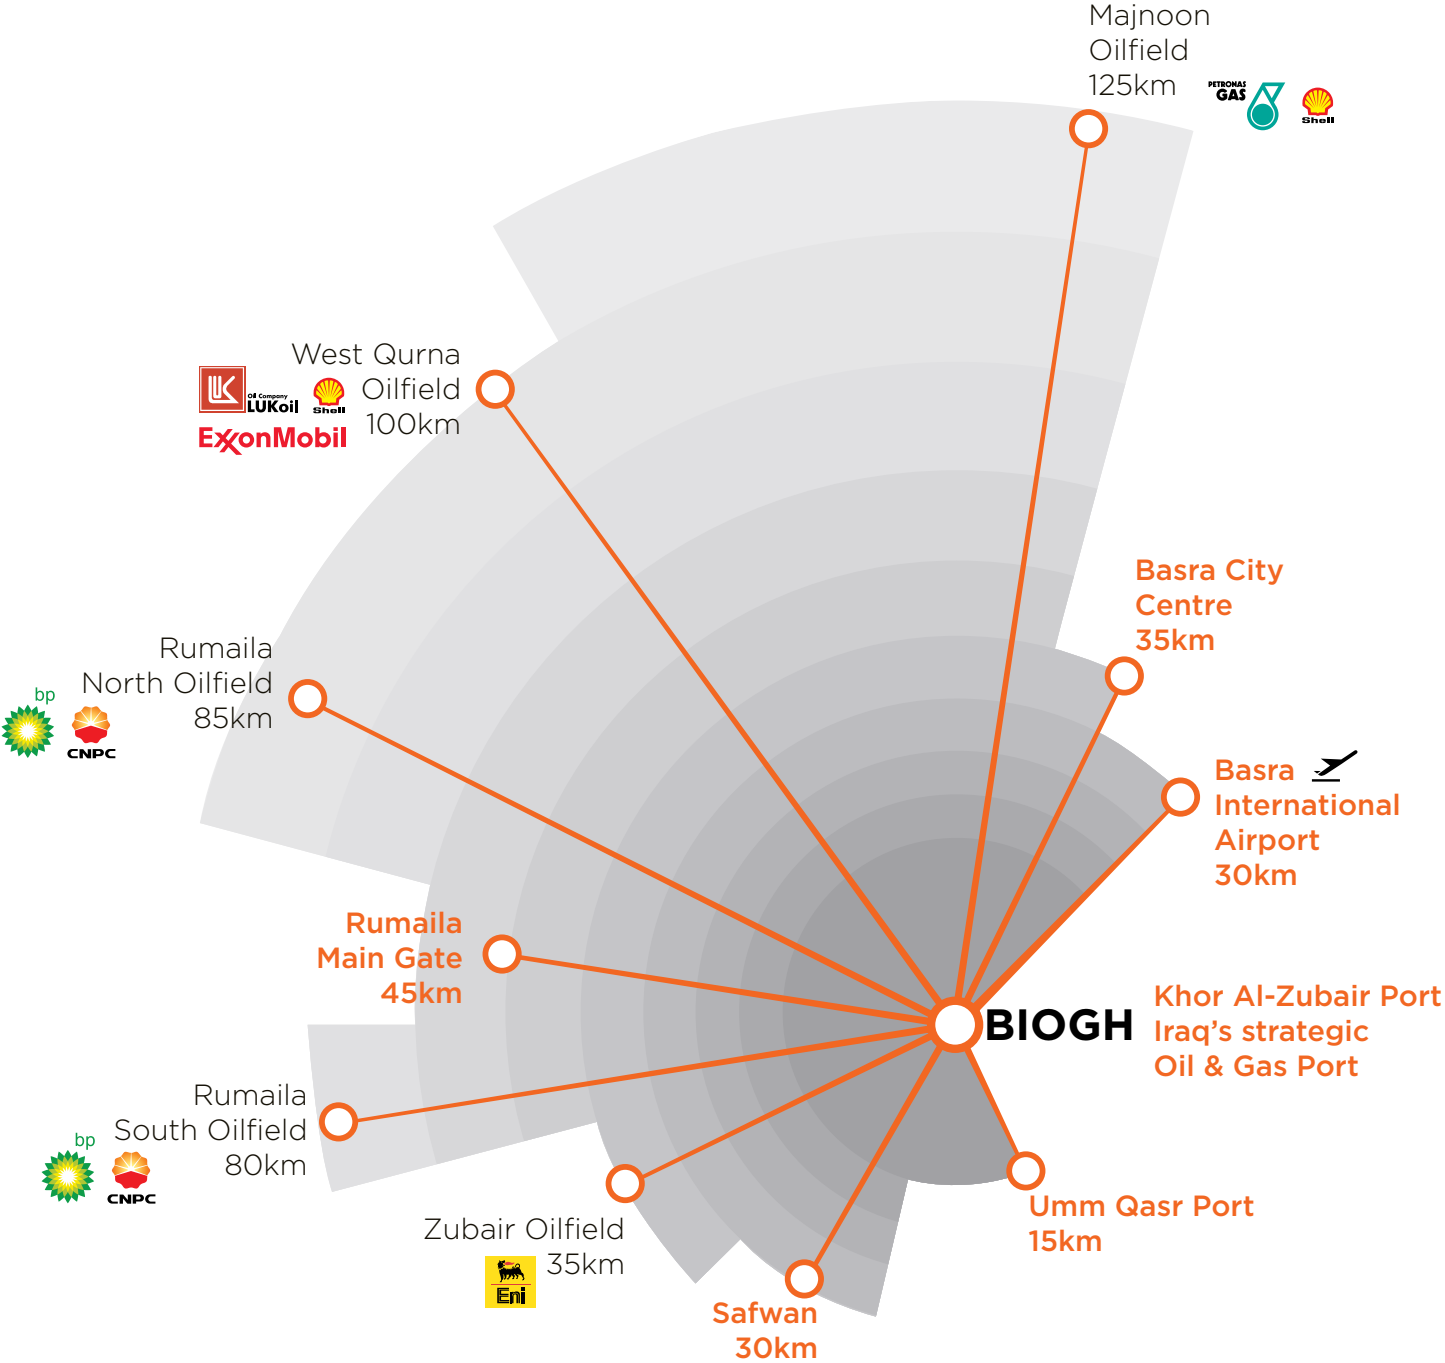 Majnoon
Oilfield
125km
PETRONAS
GAS
Shell
West Qurna
Oilfield
100km
Oil Company
LUKoil
Shell
ExxonMobil
Basra City
Centre
35km
Rumaila
North Oilfield
85km
bp
CNPC
Basra
International
Airport
30km
Rumaila
Main Gate
45km
BIOGH
Khor Al-Zubair Port
Iraq's strategic
Oil & Gas Port
Rumaila
South Oilfield
80km
bp
CNPC
Zubair Oilfield
35km
Eni
Umm Qasr Port
15km
Safwan
30km